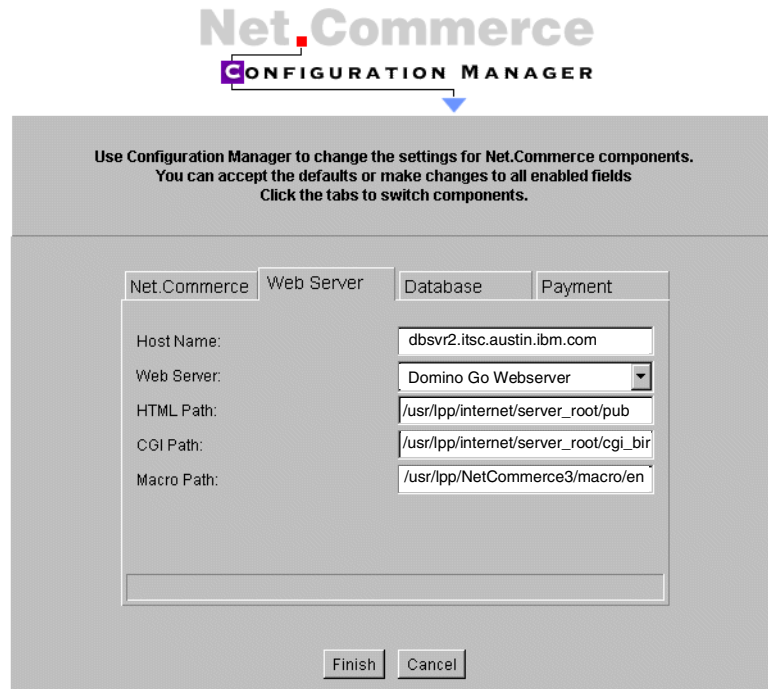 Net.Commerce
CONFIGURATION MANAGER
Use Configuration Manager to change the settings for Net.Commerce components.
You can accept the defaults or make changes to all enabled fields
Click the tabs to switch components.
Net.Commerce Web Server Database Payment
Host Name: dbsvr2.itsc.austin.ibm.com
Web Server: Domino Go Webserver
HTML Path: /usr/lpp/internet/server_root/pub
CGI Path: /usr/lpp/internet/server_root/cgi_bir
Macro Path: /usr/lpp/NetCommerce3/macro/en
Finish Cancel